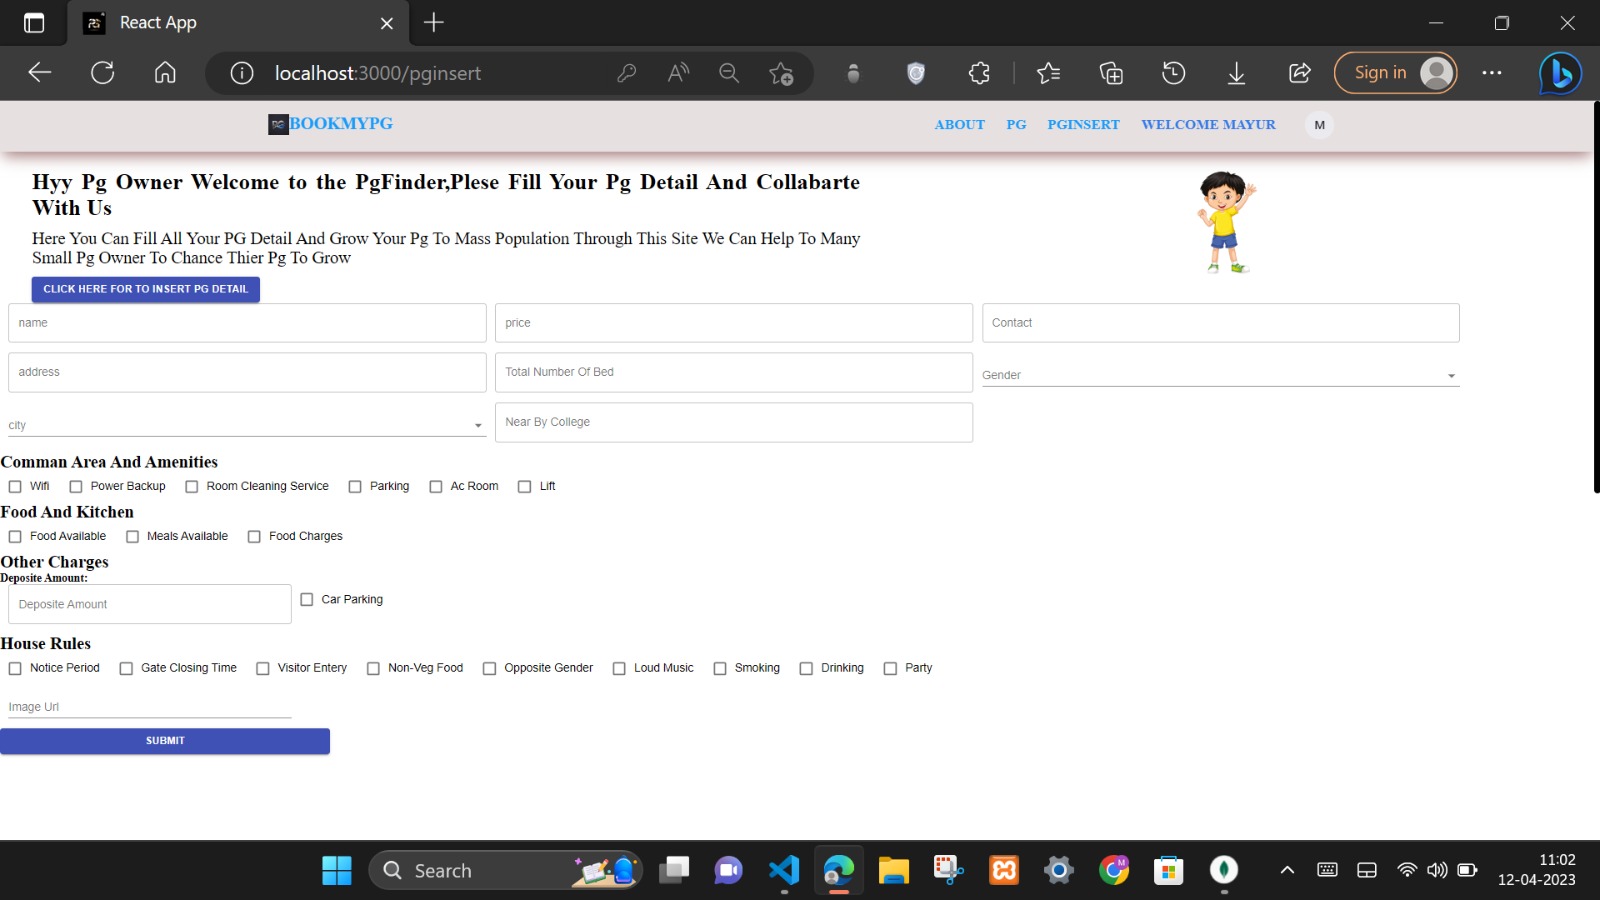 React App
localhost:3000/pginsert
Sign in
BOOKMYPG
ABOUT PG PGINSERT WELCOME MAYUR M
Hyy Pg Owner Welcome to the PgFinder,Plese Fill Your Pg Detail And Collabarte
With Us
Here You Can Fill All Your PG Detail And Grow Your Pg To Mass Population Through This Site We Can Help To Many
Small Pg Owner To Chance Thier Pg To Grow
CLICK HERE FOR TO INSERT PG DETAIL
name price Contact
address Total Number Of Bed Gender
city Near By College
Comman Area And Amenities
Wifi Power Backup Room Cleaning Service Parking Ac Room Lift
Food And Kitchen
Food Available Meals Available Food Charges
Other Charges
Deposite Amount:
Deposite Amount Car Parking
House Rules
Notice Period Gate Closing Time Visitor Entery Non-Veg Food Opposite Gender Loud Music Smoking Drinking Party
Image Url
SUBMIT
Search
11:02
12-04-2023